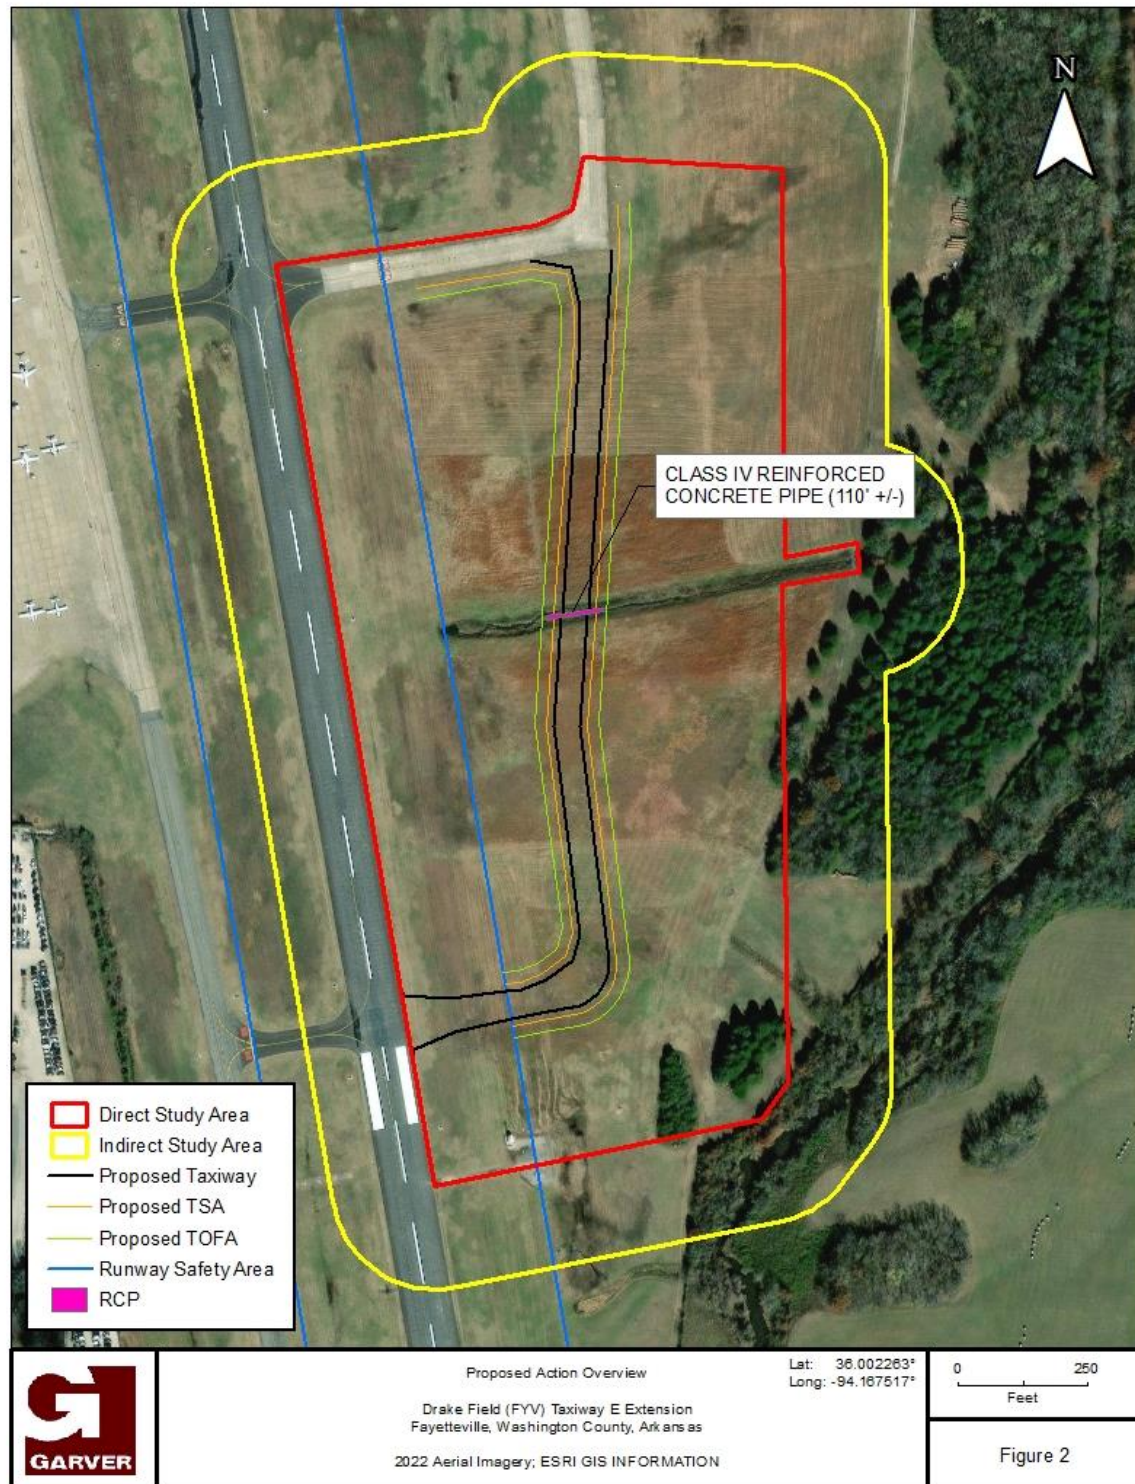 N
CLASS IV REINFORCED
CONCRETE PIPE (110' +/-)
Direct Study Area
Indirect Study Area
Proposed Taxiway
Proposed TSA
Proposed TOFA
Runway Safety Area
RCP
GARVER
Proposed Action Overview
Drake Field (FYV) Taxiway E Extension
Fayetteville, Washington County, Arkansas
2022 Aerial Imagery; ESRI GIS INFORMATION
Lat: 36.002263°
Long: -94.167517°
0 250
Feet
Figure 2